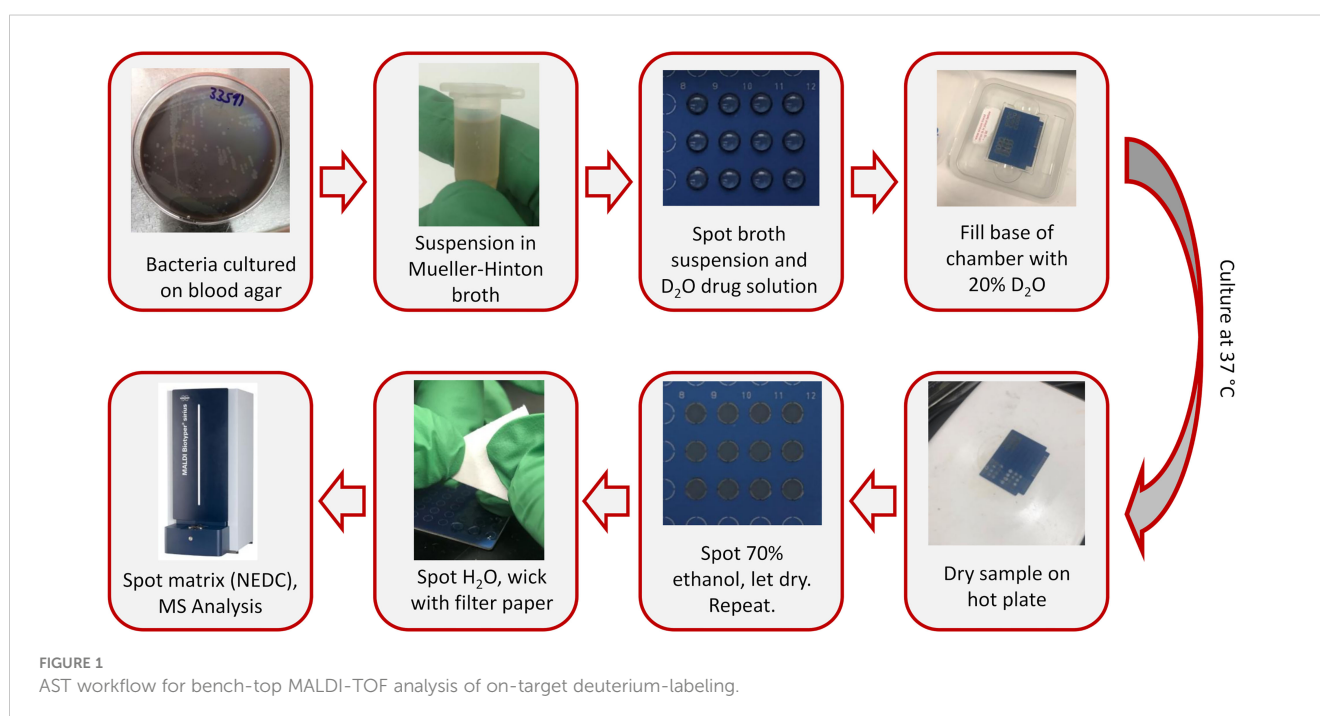 33591
Bacteria cultured
on blood agar
Suspension in
Mueller-Hinton
broth
8 9 10 11 12
Spot broth
suspension and
D₂O drug solution
Fill base of
chamber with
20% D₂O
Culture at 37 °C
MALDI Biotyper® sirius
Spot matrix (NEDC),
MS Analysis
Spot H₂O, wick
with filter paper
8 9 10 11 12
Spot 70%
ethanol, let dry.
Repeat.
Dry sample on
hot plate
FIGURE 1
AST workflow for bench-top MALDI-TOF analysis of on-target deuterium-labeling.